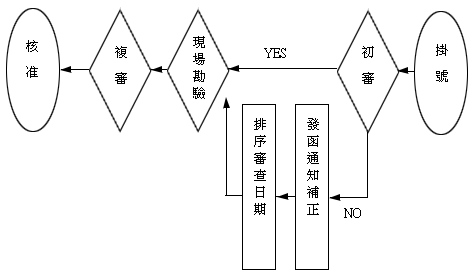 掛號
初審
YES
現場勘驗
複審
核准
NO
發函通知補正
排序審查日期